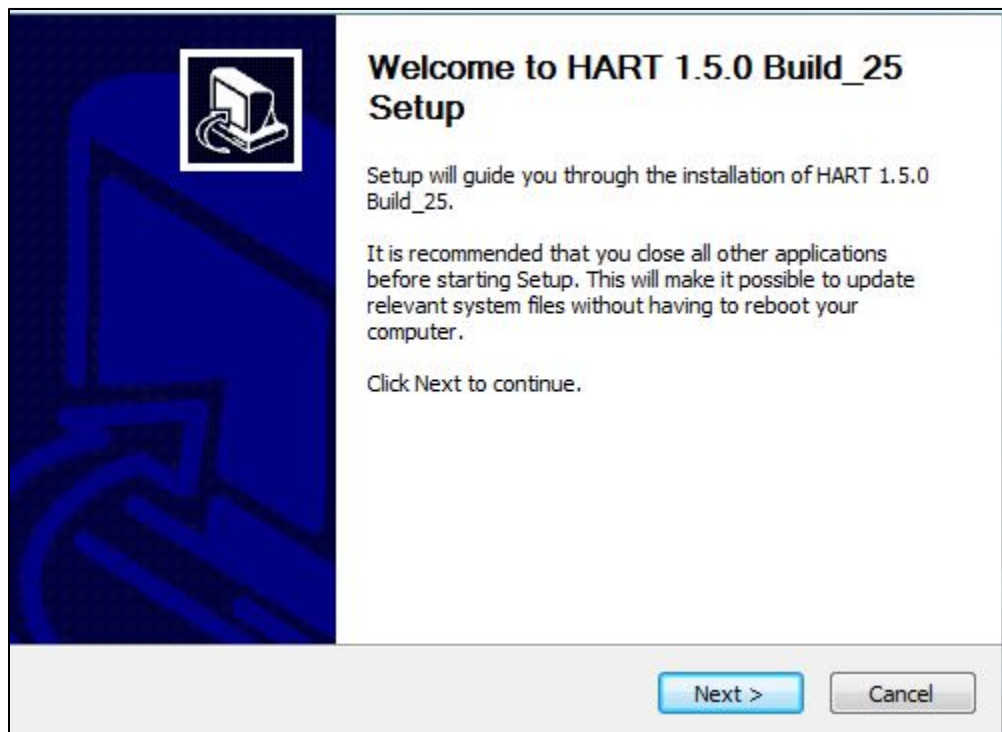 Welcome to HART 1.5.0 Build_25
Setup
Setup will guide you through the installation of HART 1.5.0
Build_25.
It is recommended that you close all other applications
before starting Setup. This will make it possible to update
relevant system files without having to reboot your
computer.
Click Next to continue.
Next >
Cancel